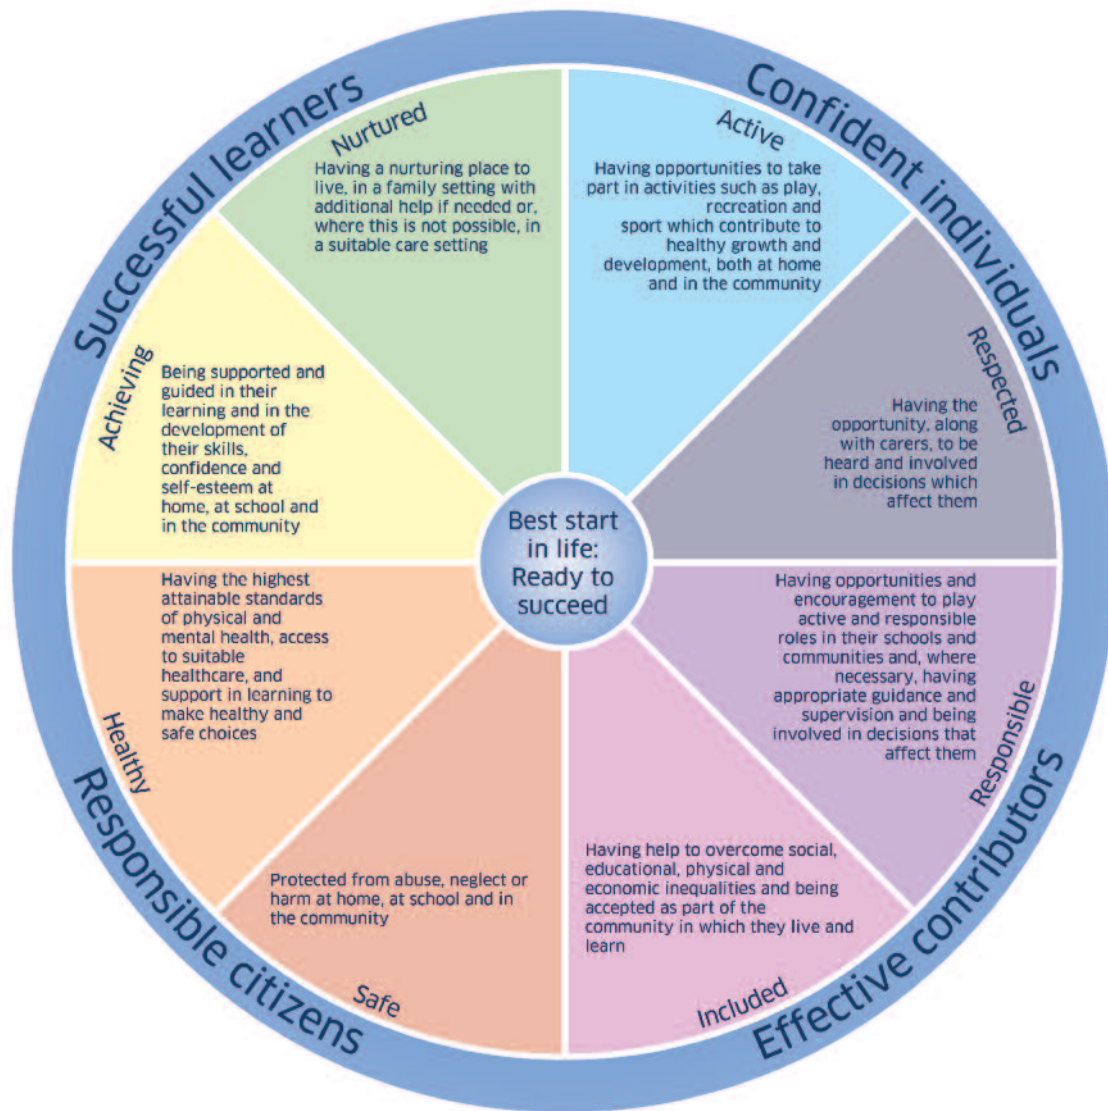 Successful learners
Confident individuals
Nurtured
Having a nurturing place to
live, in a family setting with
additional help if needed or,
where this is not possible, in
a suitable care setting
Active
Having opportunities to take
part in activities such as play,
recreation and
sport which contribute to
healthy growth and
development, both at home
and in the community
Achieving
Being supported and
guided in their
learning and in the
development of
their skills,
confidence and
self-esteem at
home, at school and
in the community
Respected
Having the
opportunity, along
with carers, to be
heard and involved
in decisions which
affect them
Best start
in life:
Ready to
succeed
Healthy
Having the highest
attainable standards
of physical and
mental health, access
to suitable
healthcare, and
support in learning to
make healthy and
safe choices
Responsible
Having opportunities and
encouragement to play
active and responsible
roles in their schools and
communities and, where
necessary, having
appropriate guidance and
supervision and being
involved in decisions that
affect them
Protected from abuse, neglect or
harm at home, at school and in
the community
Safe
Having help to overcome social,
educational, physical and
economic inequalities and being
accepted as part of the
community in which they live and
learn
Included
Responsible citizens
Effective contributors